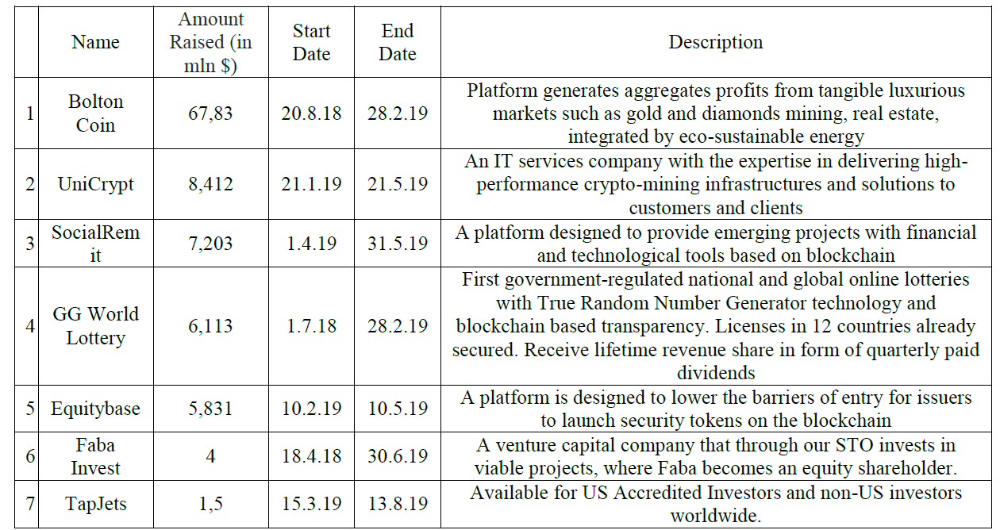 Name
Amount
Raised (in
mln $)
Start
Date
End
Date
Description
1
Bolton
Coin
67,83
20.8.18
28.2.19
Platform generates aggregates profits from tangible luxurious
markets such as gold and diamonds mining, real estate,
integrated by eco-sustainable energy
2
UniCrypt
8,412
21.1.19
21.5.19
An IT services company with the expertise in delivering high-
performance crypto-mining infrastructures and solutions to
customers and clients
3
SocialRem
it
7,203
1.4.19
31.5.19
A platform designed to provide emerging projects with financial
and technological tools based on blockchain
4
GG World
Lottery
6,113
1.7.18
28.2.19
First government-regulated national and global online lotteries
with True Random Number Generator technology and
blockchain based transparency. Licenses in 12 countries already
secured. Receive lifetime revenue share in form of quarterly paid
dividends
5
Equitybase
5,831
10.2.19
10.5.19
A platform is designed to lower the barriers of entry for issuers
to launch security tokens on the blockchain
6
Faba
Invest
4
18.4.18
30.6.19
A venture capital company that through our STO invests in
viable projects, where Faba becomes an equity shareholder.
7
TapJets
1,5
15.3.19
13.8.19
Available for US Accredited Investors and non-US investors
worldwide.